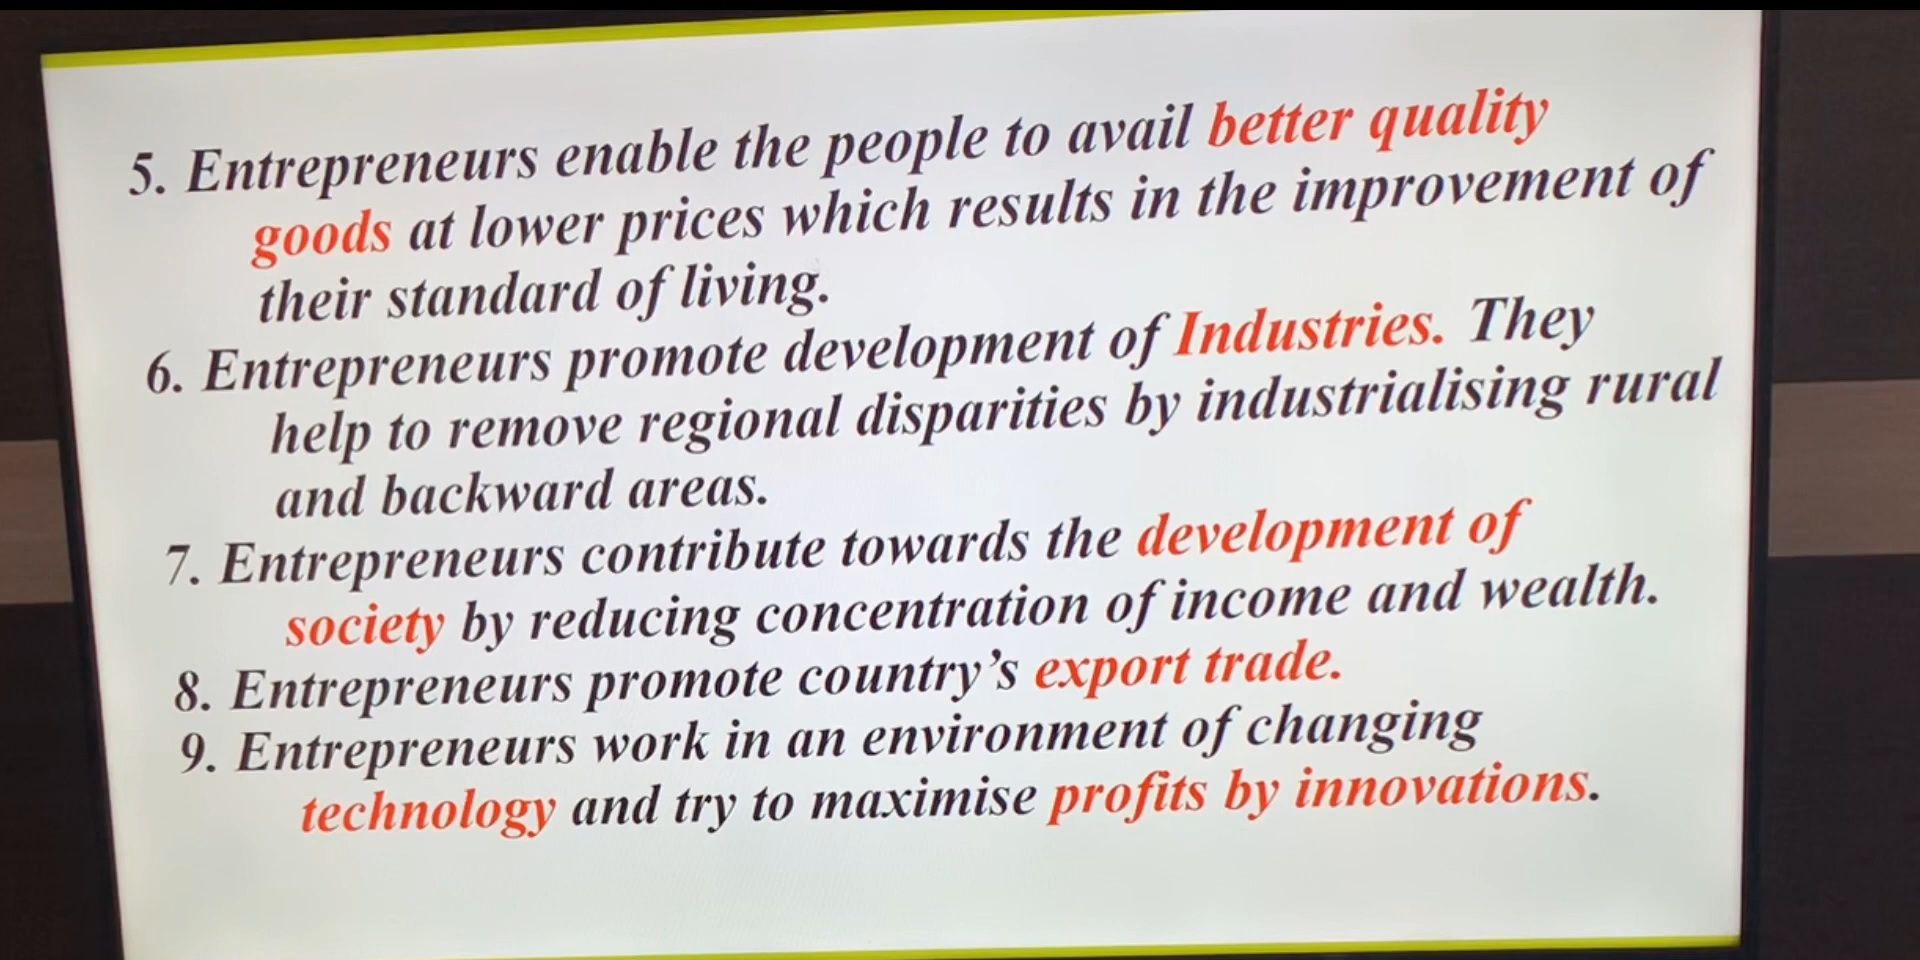 5. Entrepreneurs enable the people to avail better quality
goods at lower prices which results in the improvement of
their standard of living.
6. Entrepreneurs promote development of Industries. They
help to remove regional disparities by industrialising rural
and backward areas.
7. Entrepreneurs contribute towards the development of
society by reducing concentration of income and wealth.
8. Entrepreneurs promote country’s export trade.
9. Entrepreneurs work in an environment of changing
technology and try to maximise profits by innovations.